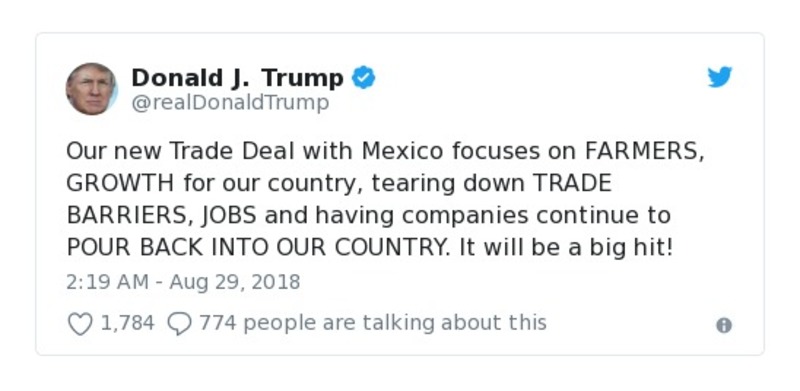 Donald J. Trump
@realDonaldTrump
Our new Trade Deal with Mexico focuses on FARMERS,
GROWTH for our country, tearing down TRADE
BARRIERS, JOBS and having companies continue to
POUR BACK INTO OUR COUNTRY. It will be a big hit!
2:19 AM - Aug 29, 2018
1,784 774 people are talking about this